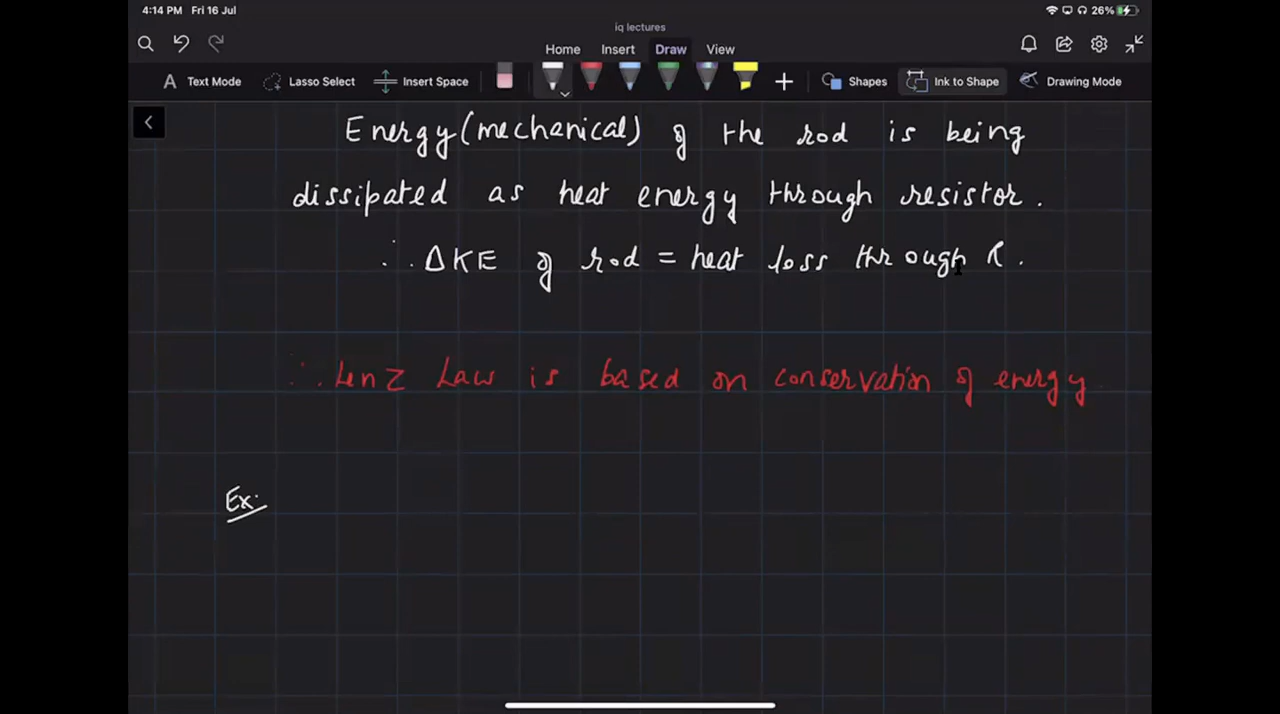 4:14 PM Fri 16 Jul
26%
iq lectures
Home Insert Draw View
Text Mode Lasso Select Insert Space Shapes Ink to Shape Drawing Mode
Energy (mechanical) of the rod is being
dissipated as heat energy through resistor.
∴ ΔKE of rod = heat loss through R.
∴ Lenz Law is based on conservation of energy
Ex.